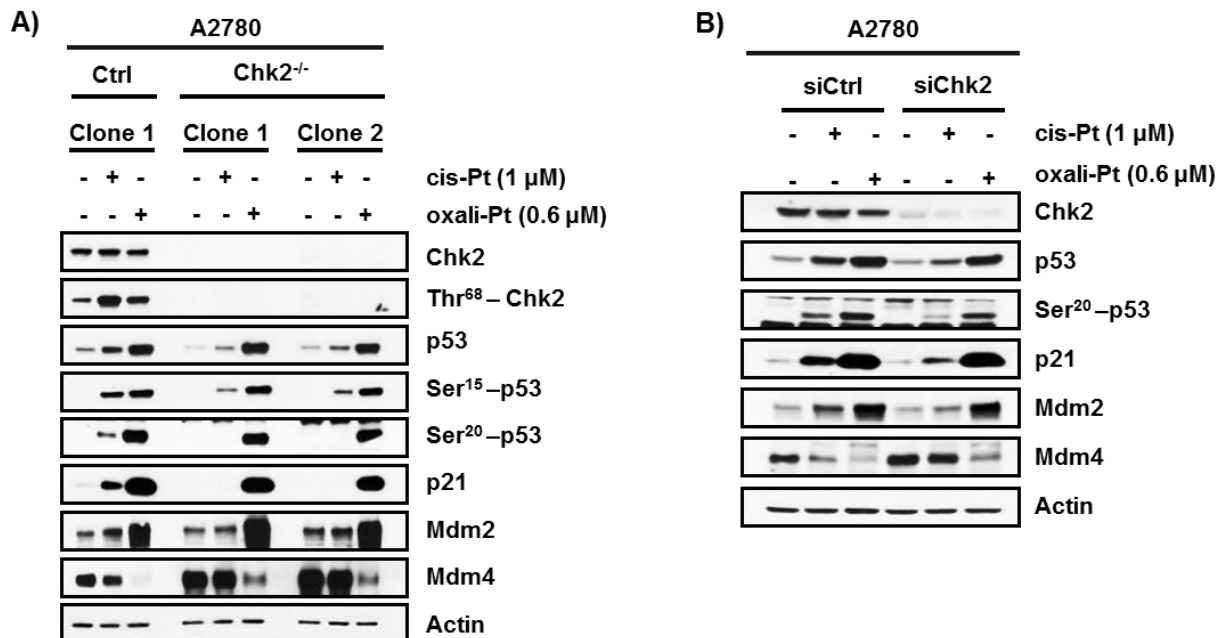 A)
A2780
Ctrl Chk2-/-
Clone 1 Clone 1 Clone 2
- + - - + - - + - cis-Pt (1 µM)
- - + - - + - - + oxali-Pt (0.6 µM)
Chk2
Thr68 – Chk2
p53
Ser15 –p53
Ser20 –p53
p21
Mdm2
Mdm4
Actin
B)
A2780
siCtrl siChk2
- + - - + - cis-Pt (1 µM)
- - + - - + oxali-Pt (0.6 µM)
Chk2
p53
Ser20 –p53
p21
Mdm2
Mdm4
Actin